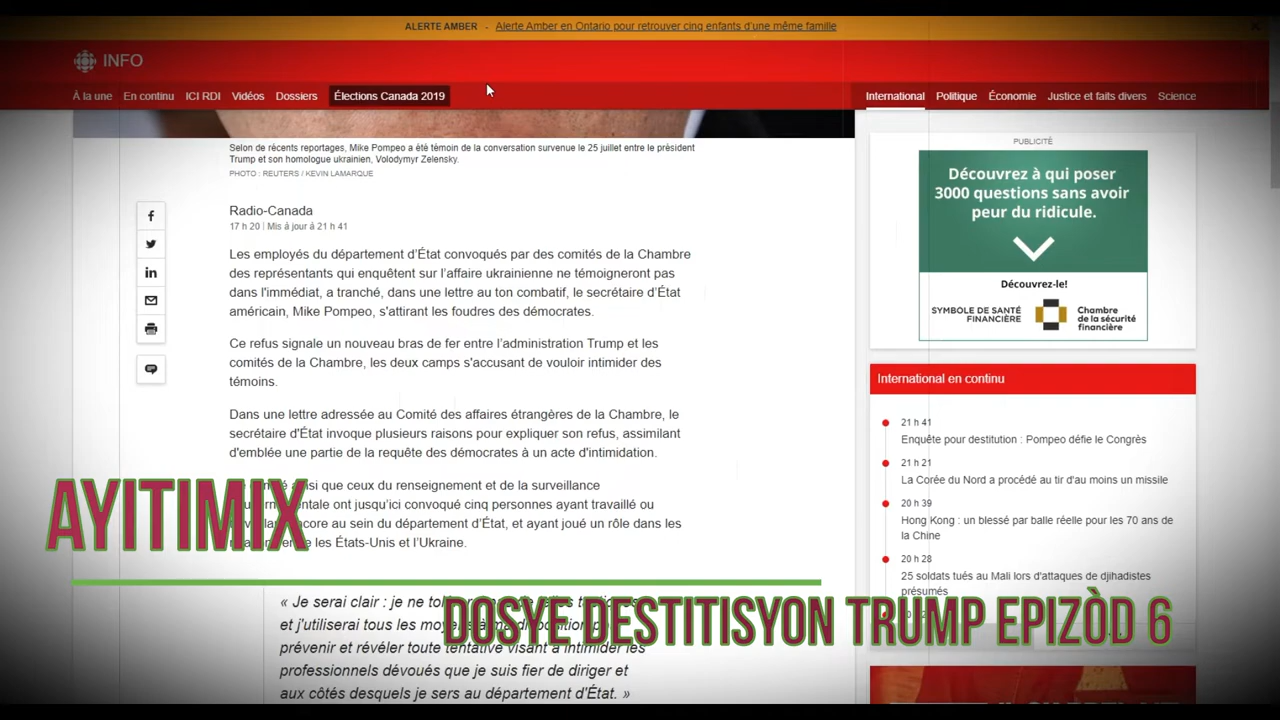 ALERTE AMBER - Alerte Amber en Ontario pour retrouver cinq enfants d'une même famille
INFO
À la une En continu ICI RDI Vidéos Dossiers Élections Canada 2019
International Politique Économie Justice et faits divers Science
Selon de récents reportages, Mike Pompeo a été témoin de la conversation survenue le 25 juillet entre le président
Trump et son homologue ukrainien, Volodymyr Zelensky.
PHOTO : REUTERS / KEVIN LAMARQUE
Radio-Canada
17 h 20 | Mis à jour à 21 h 41
Les employés du département d'État convoqués par des comités de la Chambre
des représentants qui enquêtent sur l'affaire ukrainienne ne témoigneront pas
dans l'immédiat, a tranché, dans une lettre au ton combatif, le secrétaire d'État
américain, Mike Pompeo, s'attirant les foudres des démocrates.
Ce refus signale un nouveau bras de fer entre l'administration Trump et les
comités de la Chambre, les deux camps s'accusant de vouloir intimider des
témoins.
Dans une lettre adressée au Comité des affaires étrangères de la Chambre, le
secrétaire d'État invoque plusieurs raisons pour expliquer son refus, assimilant
d'emblée une partie de la requête des démocrates à un acte d'intimidation.
que ceux du renseignement et de la surveillance
ont jusqu'ici convoqué cinq personnes ayant travaillé ou
encore au sein du département d'État, et ayant joué un rôle dans les
les États-Unis et l'Ukraine.
« Je serai clair : je ne
et j'utiliserai tous les
prévenir et révéler toute tentative visant à intimider les
professionnels dévoués que je suis fier de diriger et
aux côtés desquels je sers au département d'État. »
PUBLICITÉ
Découvrez à qui poser
3000 questions sans avoir
peur du ridicule.
Découvrez-le!
SYMBOLE DE SANTÉ
FINANCIÈRE
Chambre
de la sécurité
financière
International en continu
21 h 41
Enquête pour destitution : Pompeo défie le Congrès
21 h 21
La Corée du Nord a procédé au tir d'au moins un missile
20 h 39
Hong Kong : un blessé par balle réelle pour les 70 ans de
la Chine
20 h 28
25 soldats tués au Mali lors d'attaques de djihadistes
présumés
AYITIMIX
DOSYE DESTITISYON TRUMP EPIZÒD 6